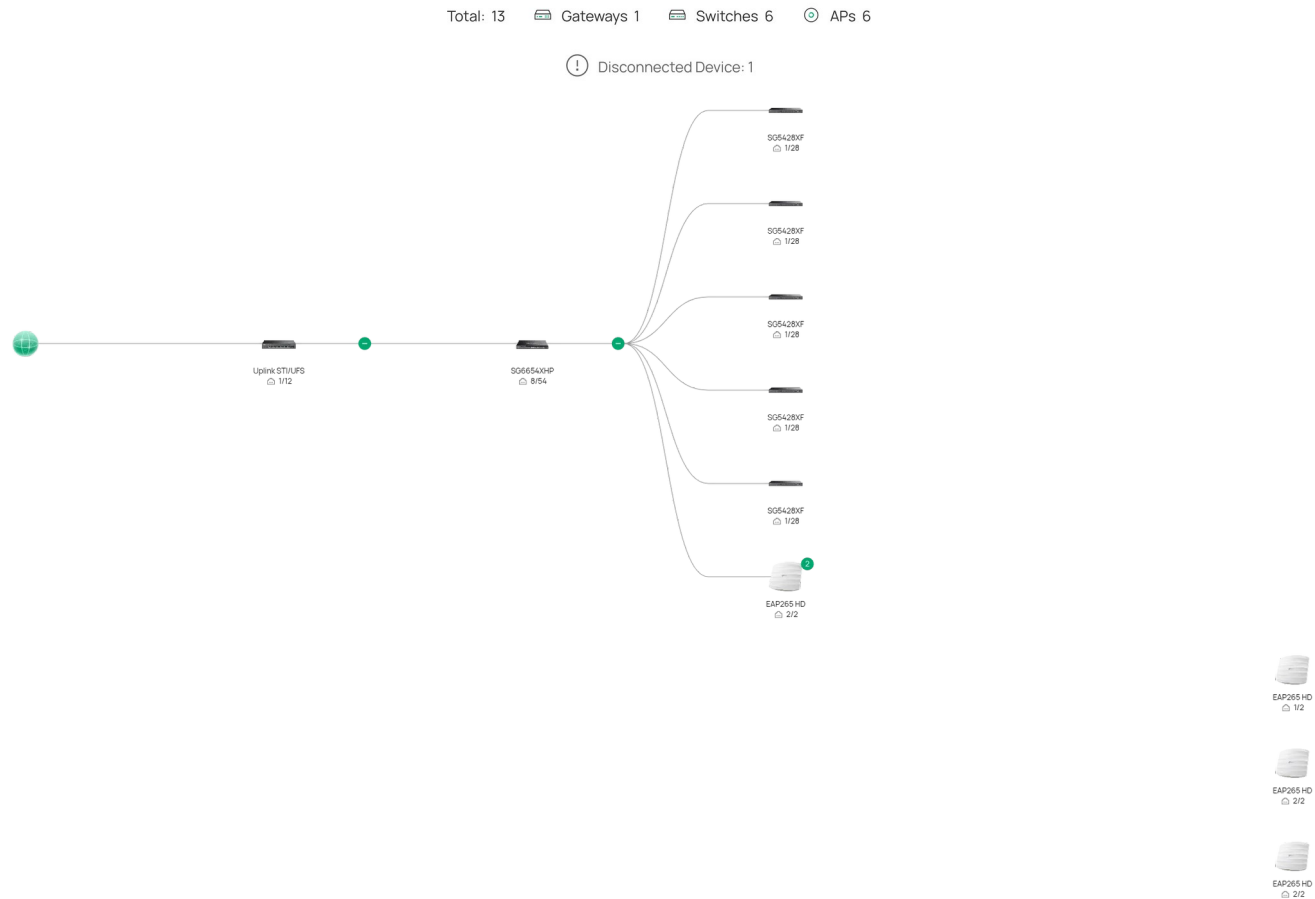 Total: 13 Gateways 1 Switches 6 APs 6
Disconnected Device: 1
SG5428XF
1/28
SG5428XF
1/28
SG5428XF
1/28
Uplink STI/UFS
1/12
SG6654XHP
8/54
SG5428XF
1/28
SG5428XF
1/28
2
EAP265 HD
2/2
EAP265 HD
1/2
EAP265 HD
2/2
EAP265 HD
2/2